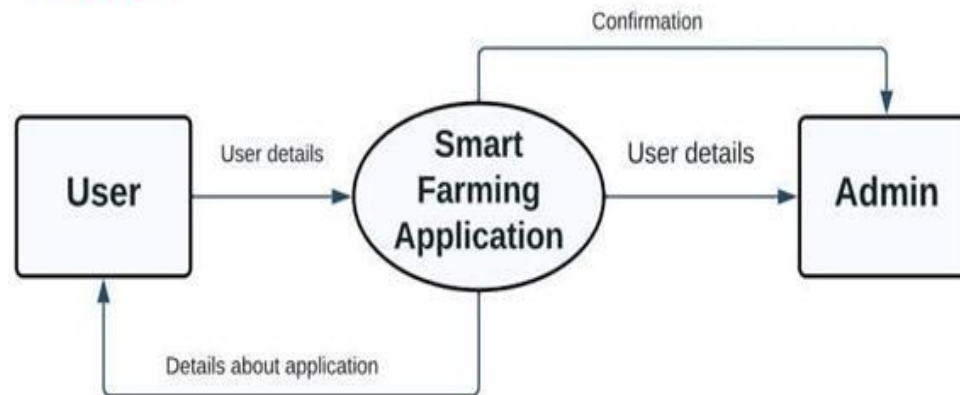 Confirmation
User details
User details
User
Smart
Farming
Application
Admin
Details about application